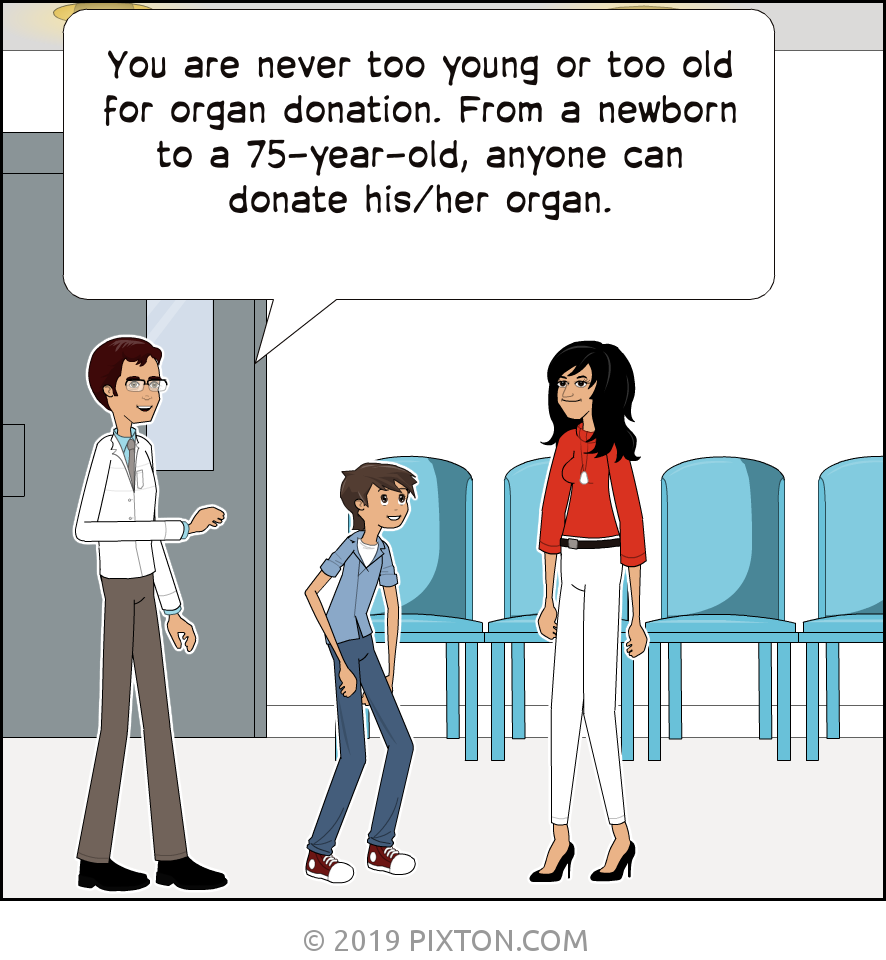 You are never too young or too old
for organ donation. From a newborn
to a 75-year-old, anyone can
donate his/her organ.
© 2019 PIXTON.COM